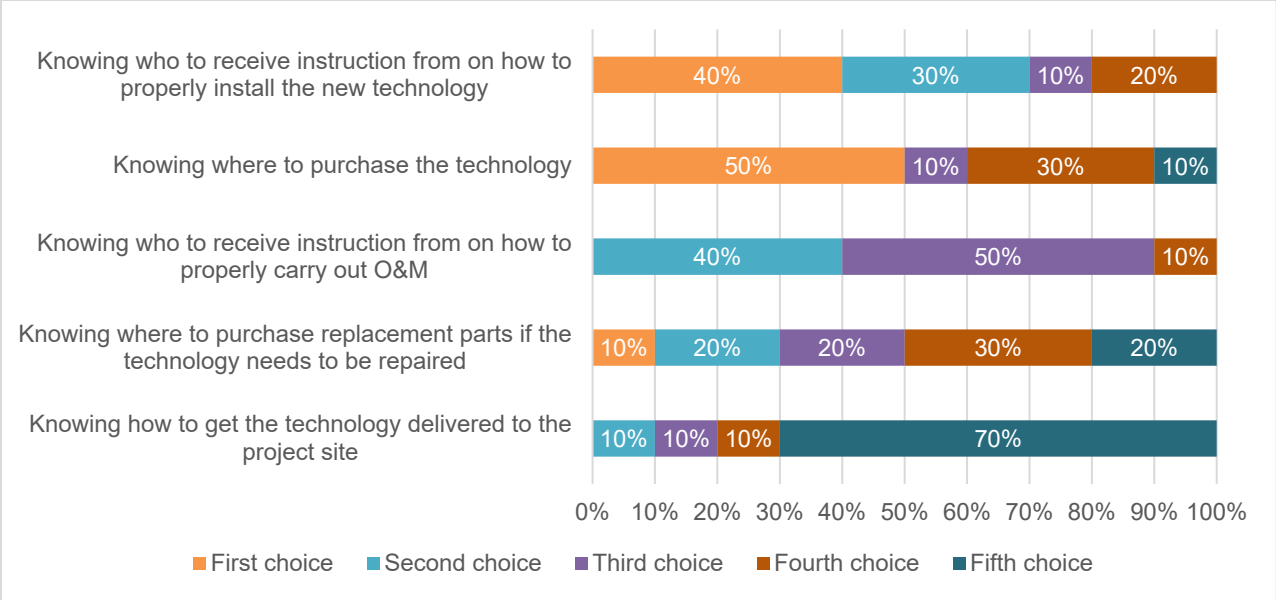 Knowing who to receive instruction from on how to
properly install the new technology
40% 30% 10% 20%
Knowing where to purchase the technology
50% 10% 30% 10%
Knowing who to receive instruction from on how to
properly carry out O&M
40% 50% 10%
Knowing where to purchase replacement parts if the
technology needs to be repaired
10% 20% 20% 30% 20%
Knowing how to get the technology delivered to the
project site
10% 10% 10% 70%
0% 10% 20% 30% 40% 50% 60% 70% 80% 90% 100%
First choice Second choice Third choice Fourth choice Fifth choice